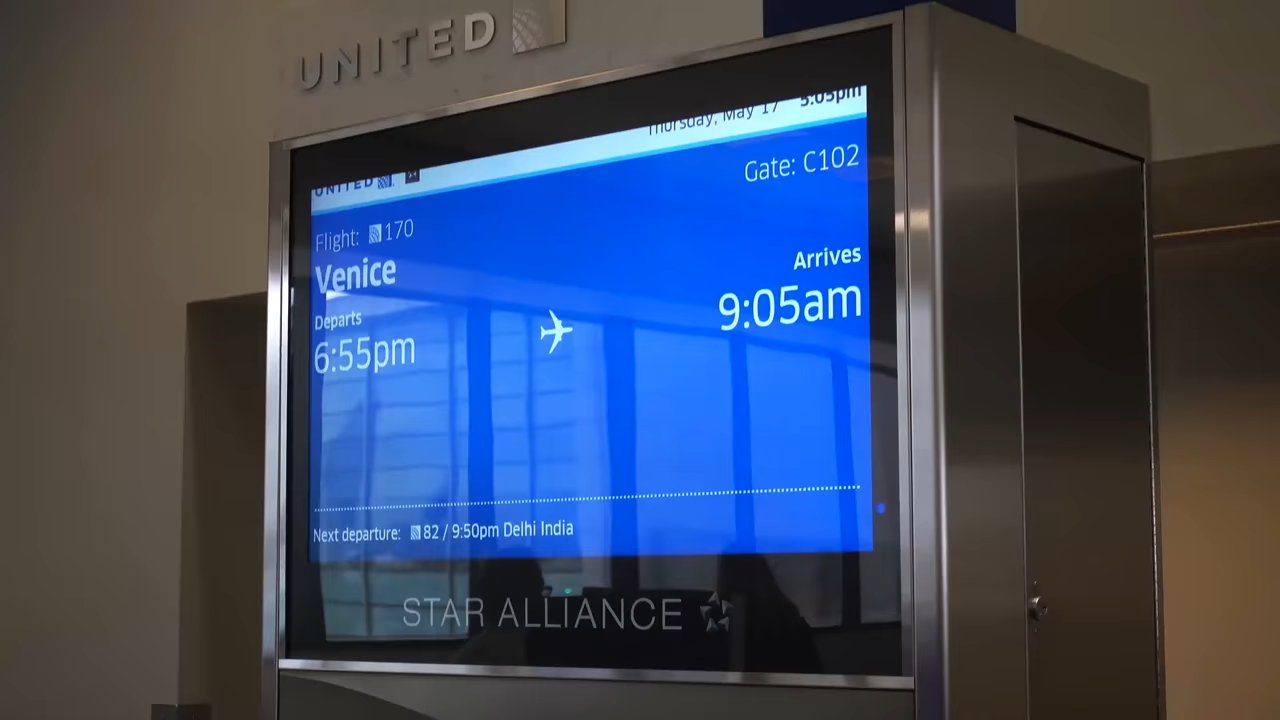 UNITED
Thursday, May 17 5:05pm
UNITED
Gate: C102
Flight: 170
Venice
Arrives
9:05am
Departs
6:55pm
Next departure: 82 / 9:50pm Delhi India
STAR ALLIANCE